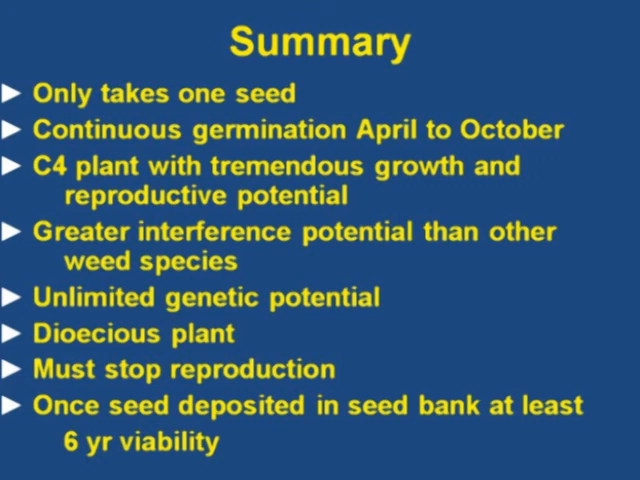 Summary
► Only takes one seed
► Continuous germination April to October
► C4 plant with tremendous growth and
reproductive potential
► Greater interference potential than other
weed species
► Unlimited genetic potential
► Dioecious plant
► Must stop reproduction
► Once seed deposited in seed bank at least
6 yr viability